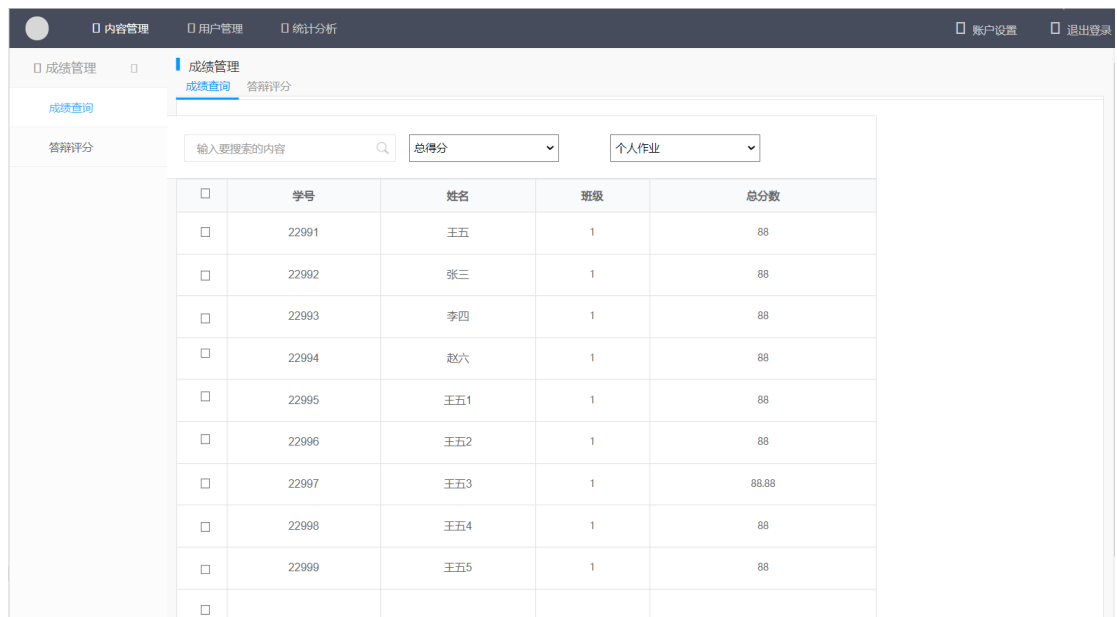 内容管理 用户管理 统计分析 账户设置 退出登录
成绩管理
成绩查询
答辩评分
成绩管理
成绩查询 答辩评分
输入要搜索的内容 总得分 个人作业
学号 姓名 班级 总分数
22991 王五 1 88
22992 张三 1 88
22993 李四 1 88
22994 赵六 1 88
22995 王五1 1 88
22996 王五2 1 88
22997 王五3 1 88.88
22998 王五4 1 88
22999 王五5 1 88